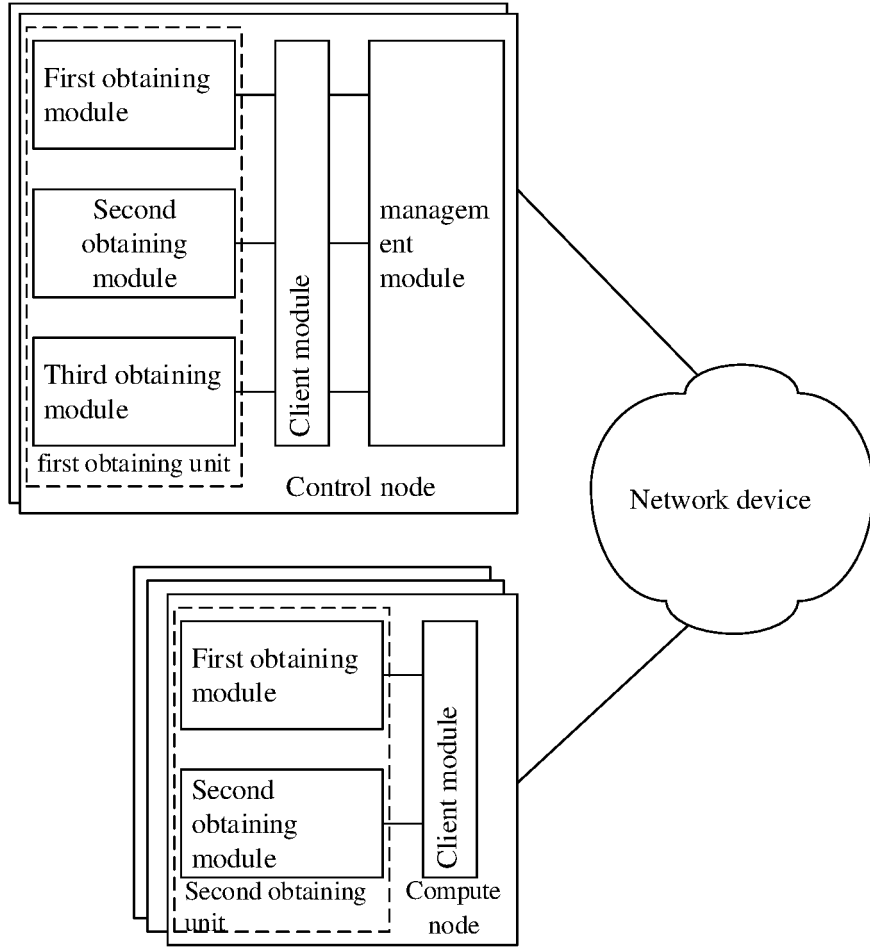 First obtaining
module
Second
obtaining
module
Third obtaining
module
first obtaining unit
Client module
managem
ent
module
Control node
Network device
First obtaining
module
Second
obtaining
module
Second obtaining
unit
Client module
Compute
node